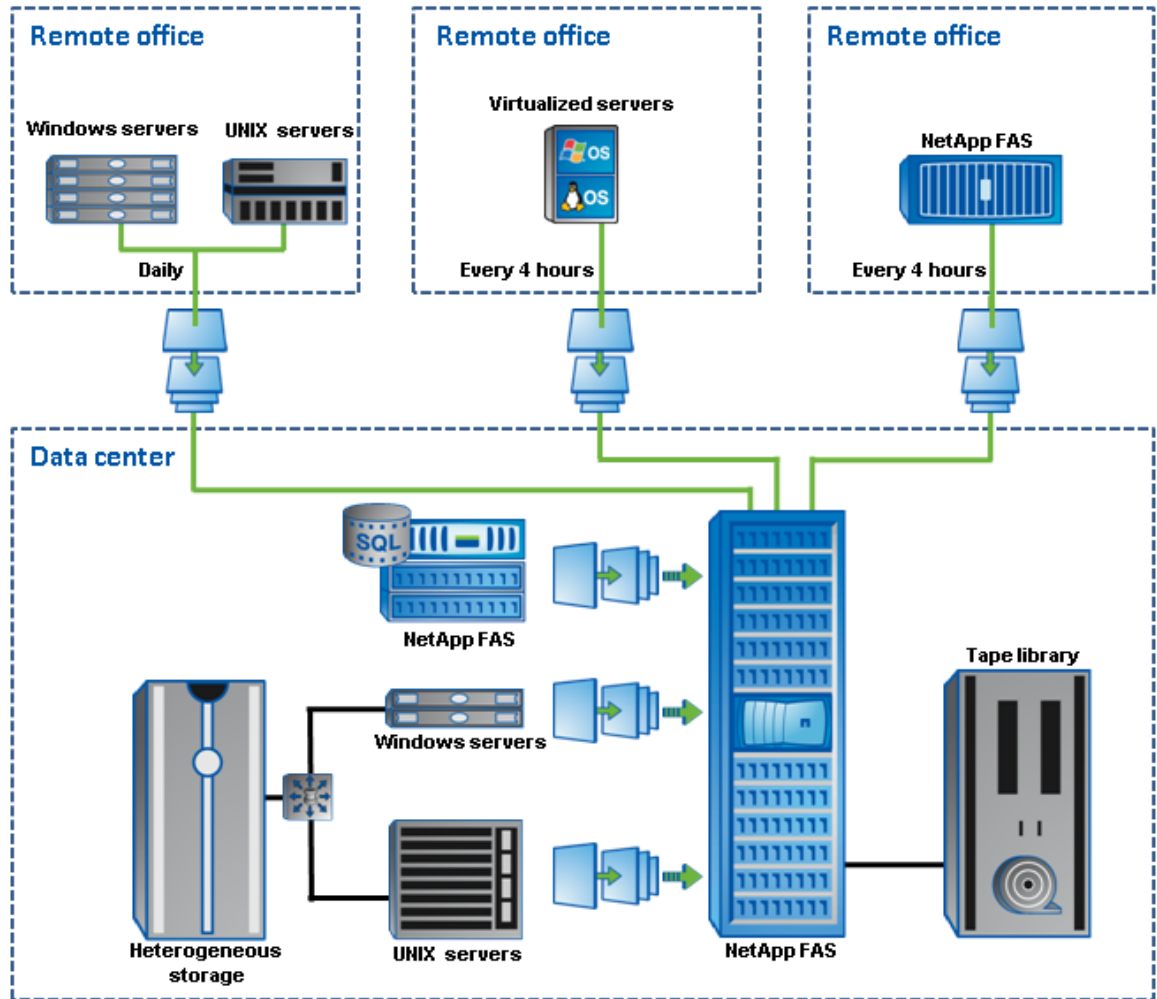 Remote office
Remote office
Remote office
Windows servers
UNIX servers
Virtualized servers
NetApp FAS
OS
OS
Daily
Every 4 hours
Every 4 hours
Data center
SQL
NetApp FAS
Tape library
Windows servers
Heterogeneous
storage
UNIX servers
NetApp FAS